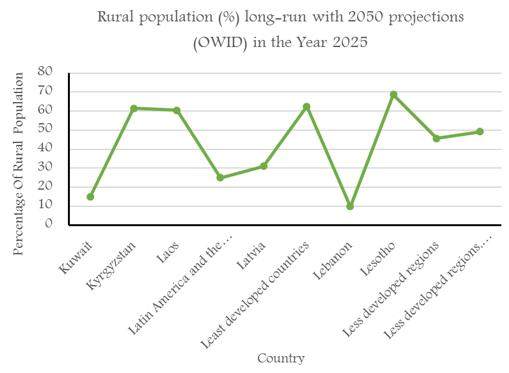 Rural population (%) long-run with 2050 projections
(OWID) in the Year 2025
Percentage Of Rural Population
80
70
60
50
40
30
20
10
0
Kuwait
Kyrgyzstan
Laos
Latin America and the…
Latvia
Least developed countries
Lebanon
Lesotho
Less developed regions
Less developed regions,…
Country